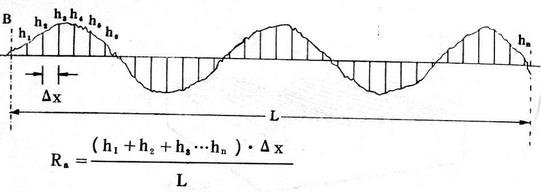 B
h₁ h₂ h₃ h₄ h₅ h₆ hₙ
Δx
L
Rₐ = (h₁+h₂+h₃···hₙ)·Δx / L